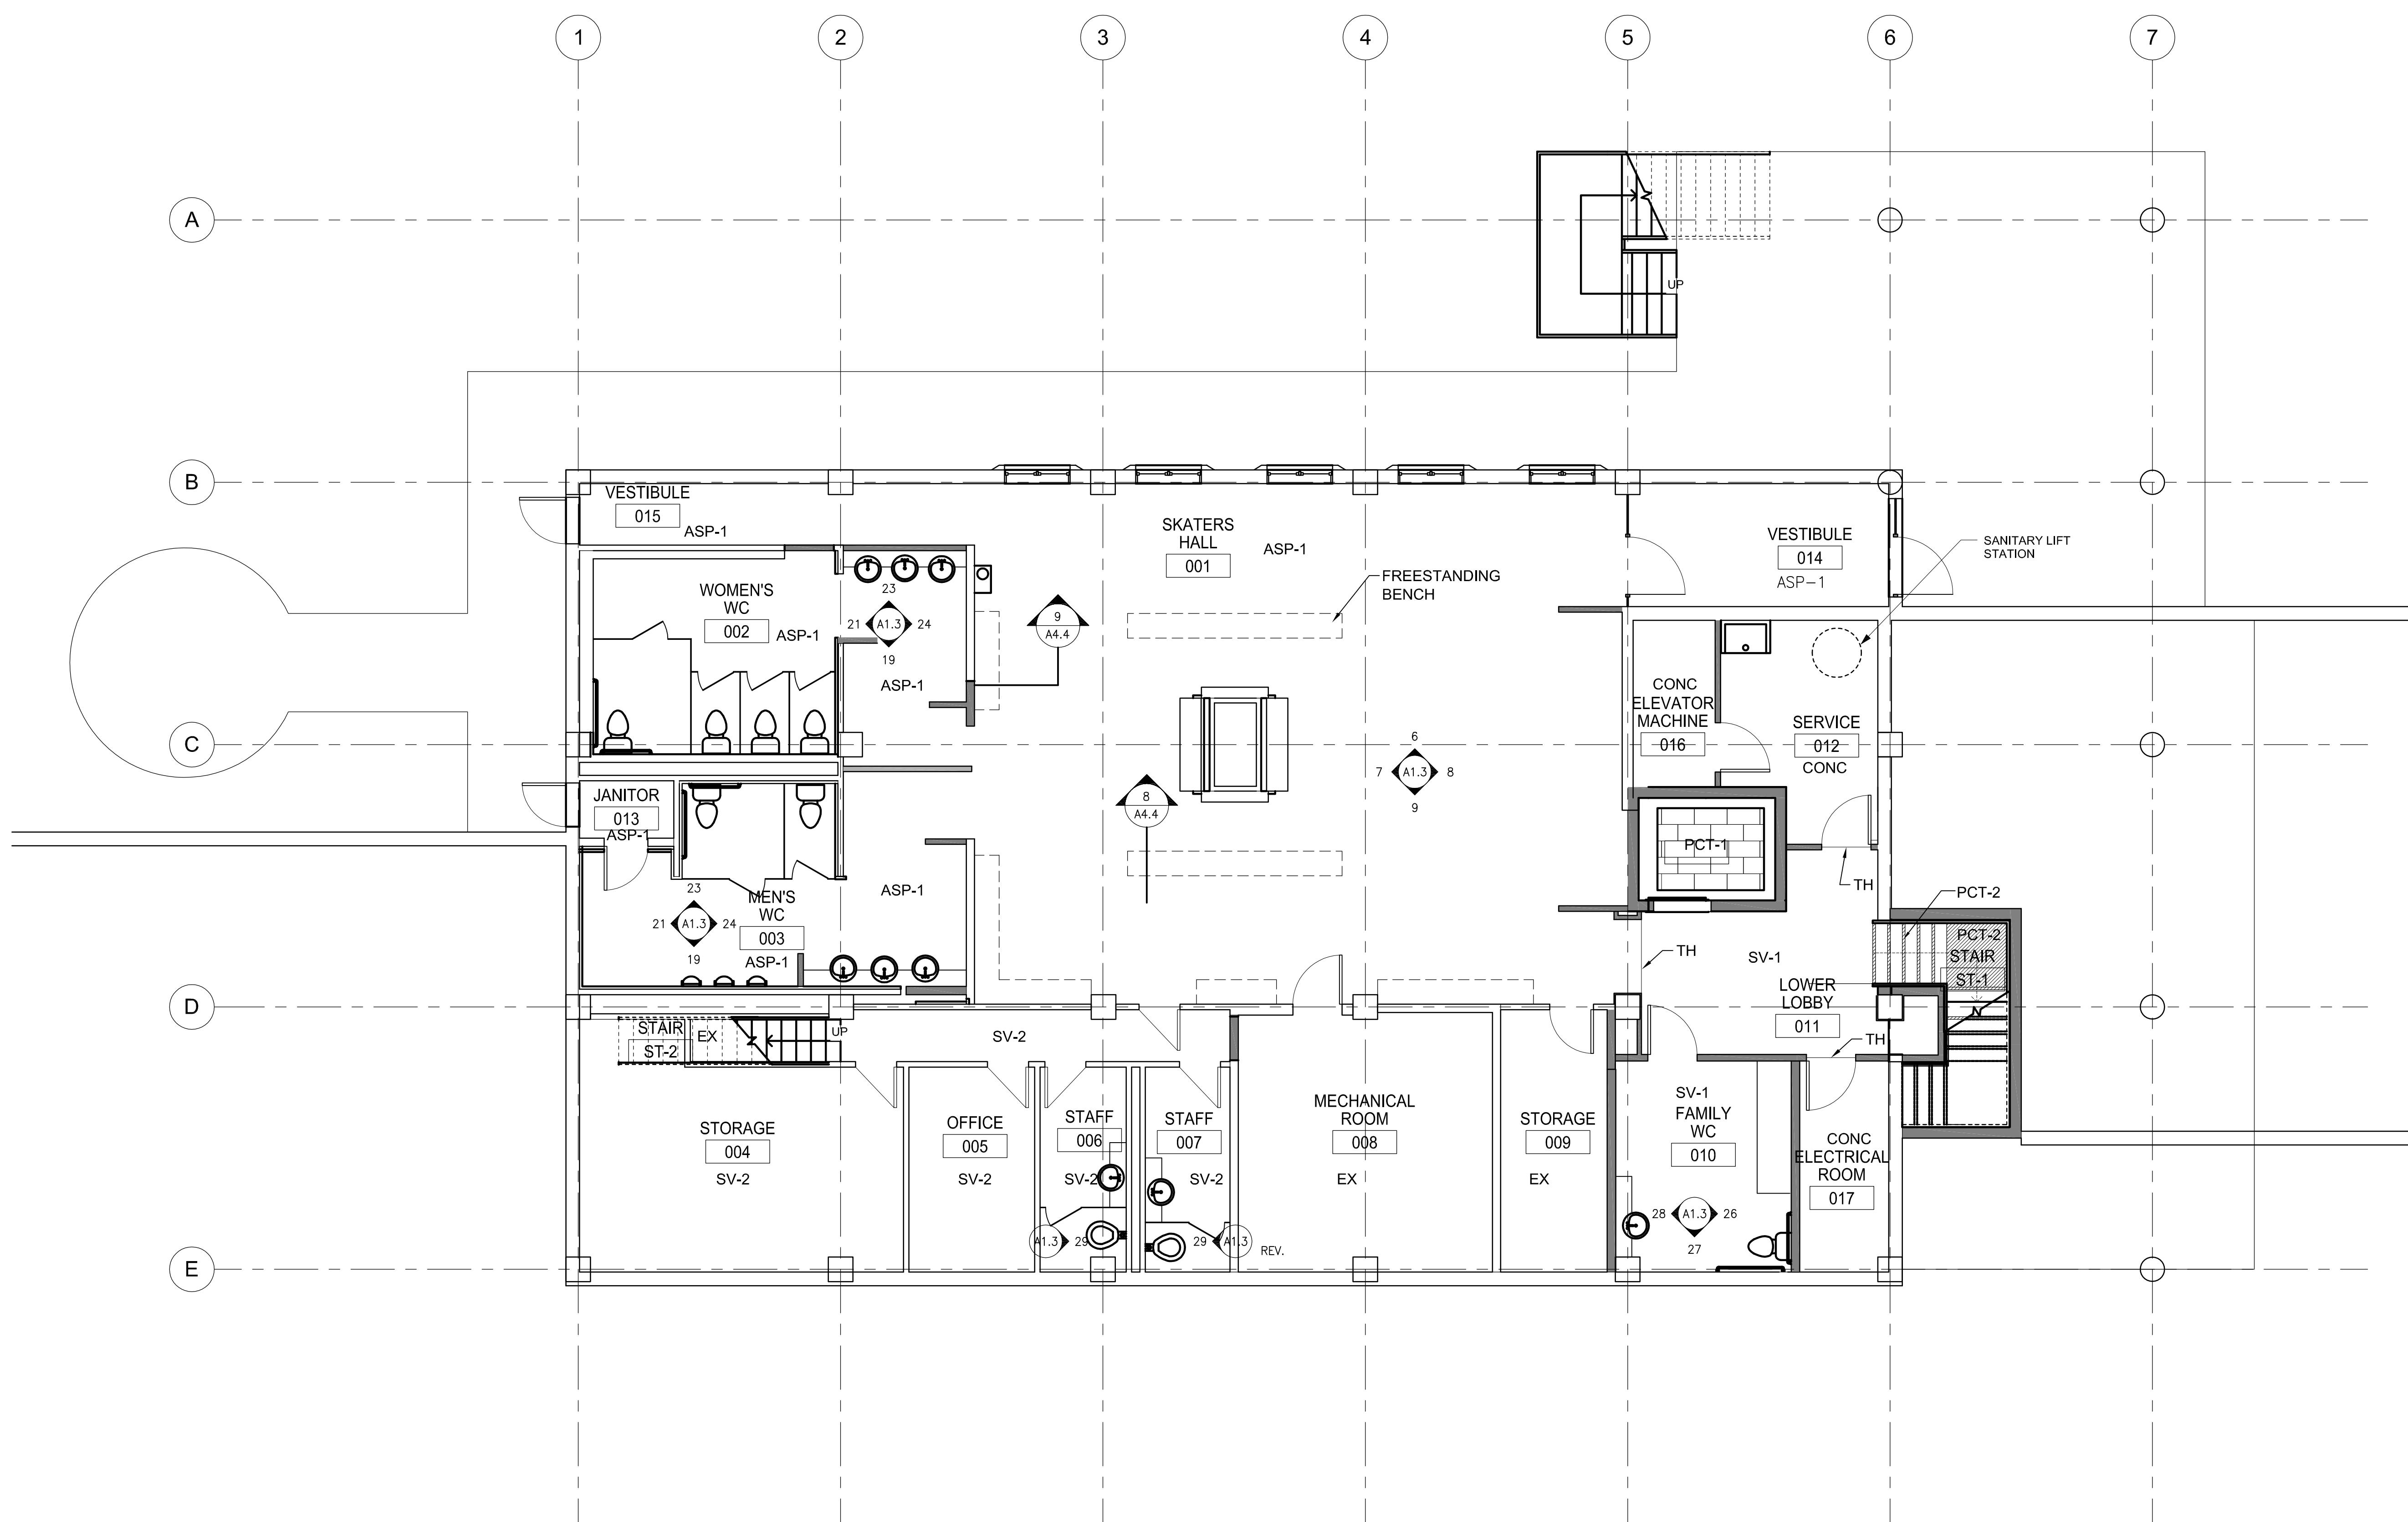 1
2
3
4
5
6
7
A
UP
B
VESTIBULE
015
ASP-1
SKATERS
HALL
001
ASP-1
VESTIBULE
014
ASP-1
SANITARY LIFT
STATION
FREESTANDING
BENCH
WOMEN'S
WC
002
ASP-1
23
21
A1.3
24
19
ASP-1
9
A4.4
CONC
ELEVATOR
MACHINE
016
SERVICE
012
CONC
C
6
7
A1.3
8
9
8
A4.4
JANITOR
013
ASP-1
PCT-1
TH
PCT-2
23
21
A1.3
24
19
MEN'S
WC
003
ASP-1
ASP-1
TH
SV-1
PCT-2
STAIR
ST-1
LOWER
LOBBY
011
TH
D
STAIR
ST-2
EX
UP
SV-2
STORAGE
004
SV-2
OFFICE
005
SV-2
STAFF
006
SV-2
STAFF
007
SV-2
MECHANICAL
ROOM
008
EX
STORAGE
009
EX
SV-1
FAMILY
WC
010
CONC
ELECTRICAL
ROOM
017
28
A1.3
26
27
A1.3
29
29
A1.3
REV.
E